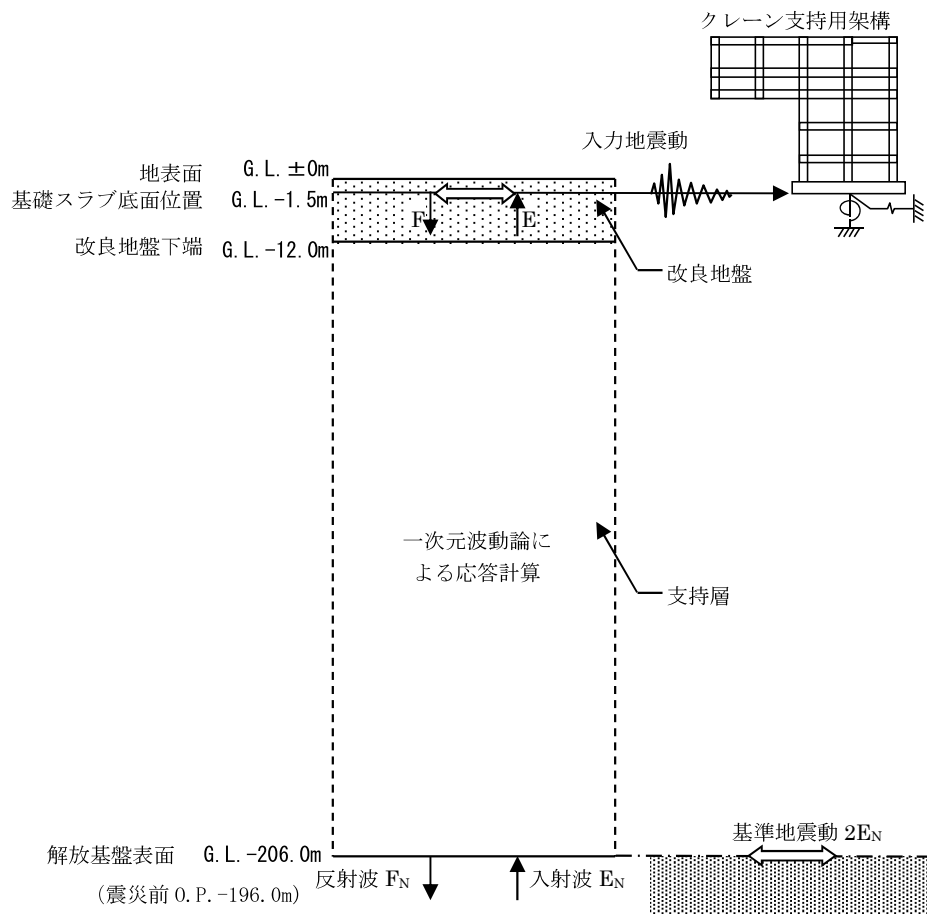 クレーン支持用架構
入力地震動
地表面 G.L.±0m
基礎スラブ底面位置 G.L.-1.5m
F E
改良地盤下端 G.L.-12.0m
改良地盤
一次元波動論に
よる応答計算
支持層
基準地震動 2EN
解放基盤表面 G.L.-206.0m
反射波 FN 入射波 EN
(震災前 O.P.-196.0m)